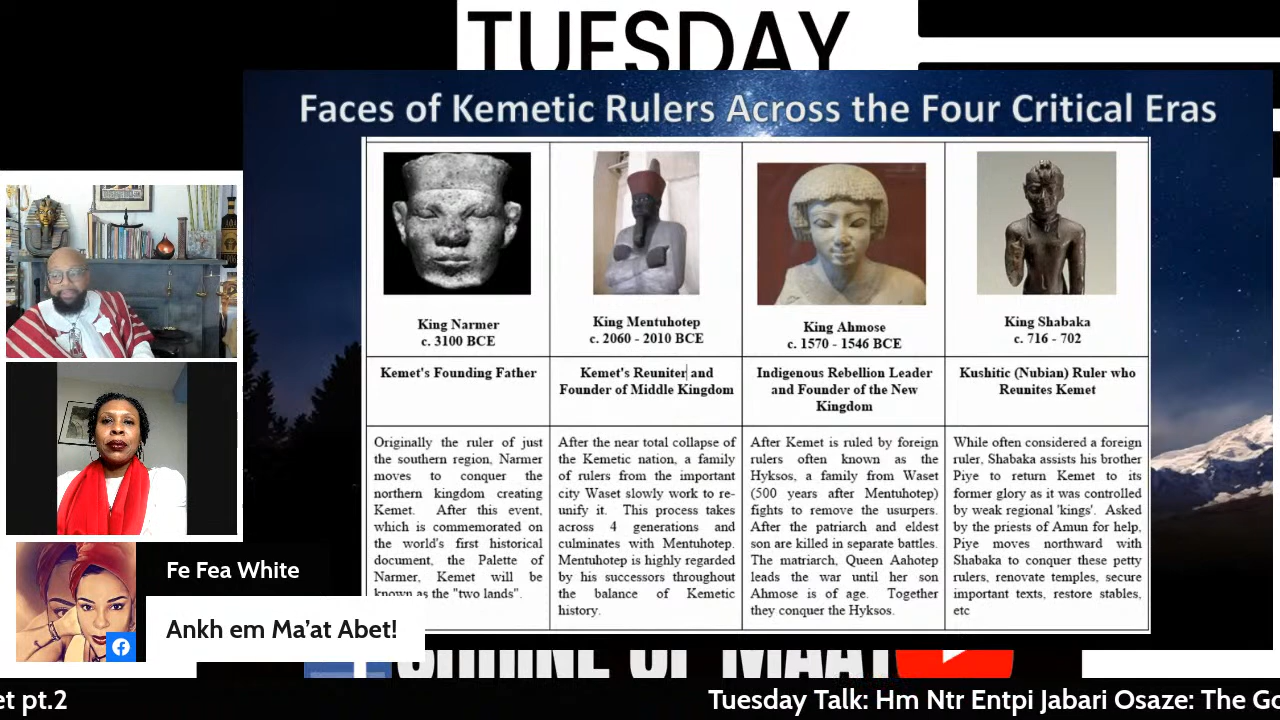 TUESDAY
Faces of Kemetic Rulers Across the Four Critical Eras
King Narmer
c. 3100 BCE
King Mentuhotep
c. 2060 - 2010 BCE
King Ahmose
c. 1570 - 1546 BCE
King Shabaka
c. 716 - 702
Kemet's Founding Father
Kemet's Reuniter and
Founder of Middle Kingdom
Indigenous Rebellion Leader
and Founder of the New
Kingdom
Kushitic (Nubian) Ruler who
Reunites Kemet
Originally the ruler of just
the southern region, Narmer
moves to conquer the
northern kingdom creating
Kemet. After this event,
which is commemorated on
the world's first historical
document, the Palette of
Narmer, Kemet will be
known as the "two lands".
After the near total collapse of
the Kemetic nation, a family
of rulers from the important
city Waset slowly work to re-
unify it. This process takes
across 4 generations and
culminates with Mentuhotep.
Mentuhotep is highly regarded
by his successors throughout
the balance of Kemetic
history.
After Kemet is ruled by foreign
rulers often known as the
Hyksos, a family from Waset
(500 years after Mentuhotep)
fights to remove the usurpers.
After the patriarch and eldest
son are killed in separate battles.
The matriarch, Queen Aahotep
leads the war until her son
Ahmose is of age. Together
they conquer the Hyksos.
While often considered a foreign
ruler, Shabaka assists his brother
Piye to return Kemet to its
former glory as it was controlled
by weak regional 'kings'. Asked
by the priests of Amun for help,
Piye moves northward with
Shabaka to conquer these petty
rulers, renovate temples, secure
important texts, restore stables,
etc
Fe Fea White
Ankh em Ma'at Abet!
SHRINE OF MAAT
et pt.2
Tuesday Talk: Hm Ntr Entpi Jabari Osaze: The Go